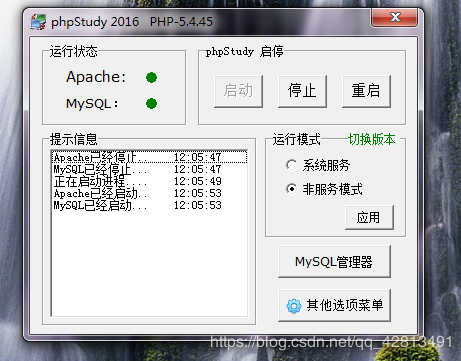 phpStudy 2016   PHP-5.4.45
运行状态
Apache:
MySQL:
phpStudy 启停
启动 停止 重启
提示信息
Apache已经停止.. 12:05:47
MySQL已经停止... 12:05:47
正在启动进程.... 12:05:49
Apache已经启动.. 12:05:53
MySQL已经启动... 12:05:53
运行模式 切换版本
系统服务
非服务模式
应用
MySQL管理器
其他选项菜单
https://blog.csdn.net/qq_42813491